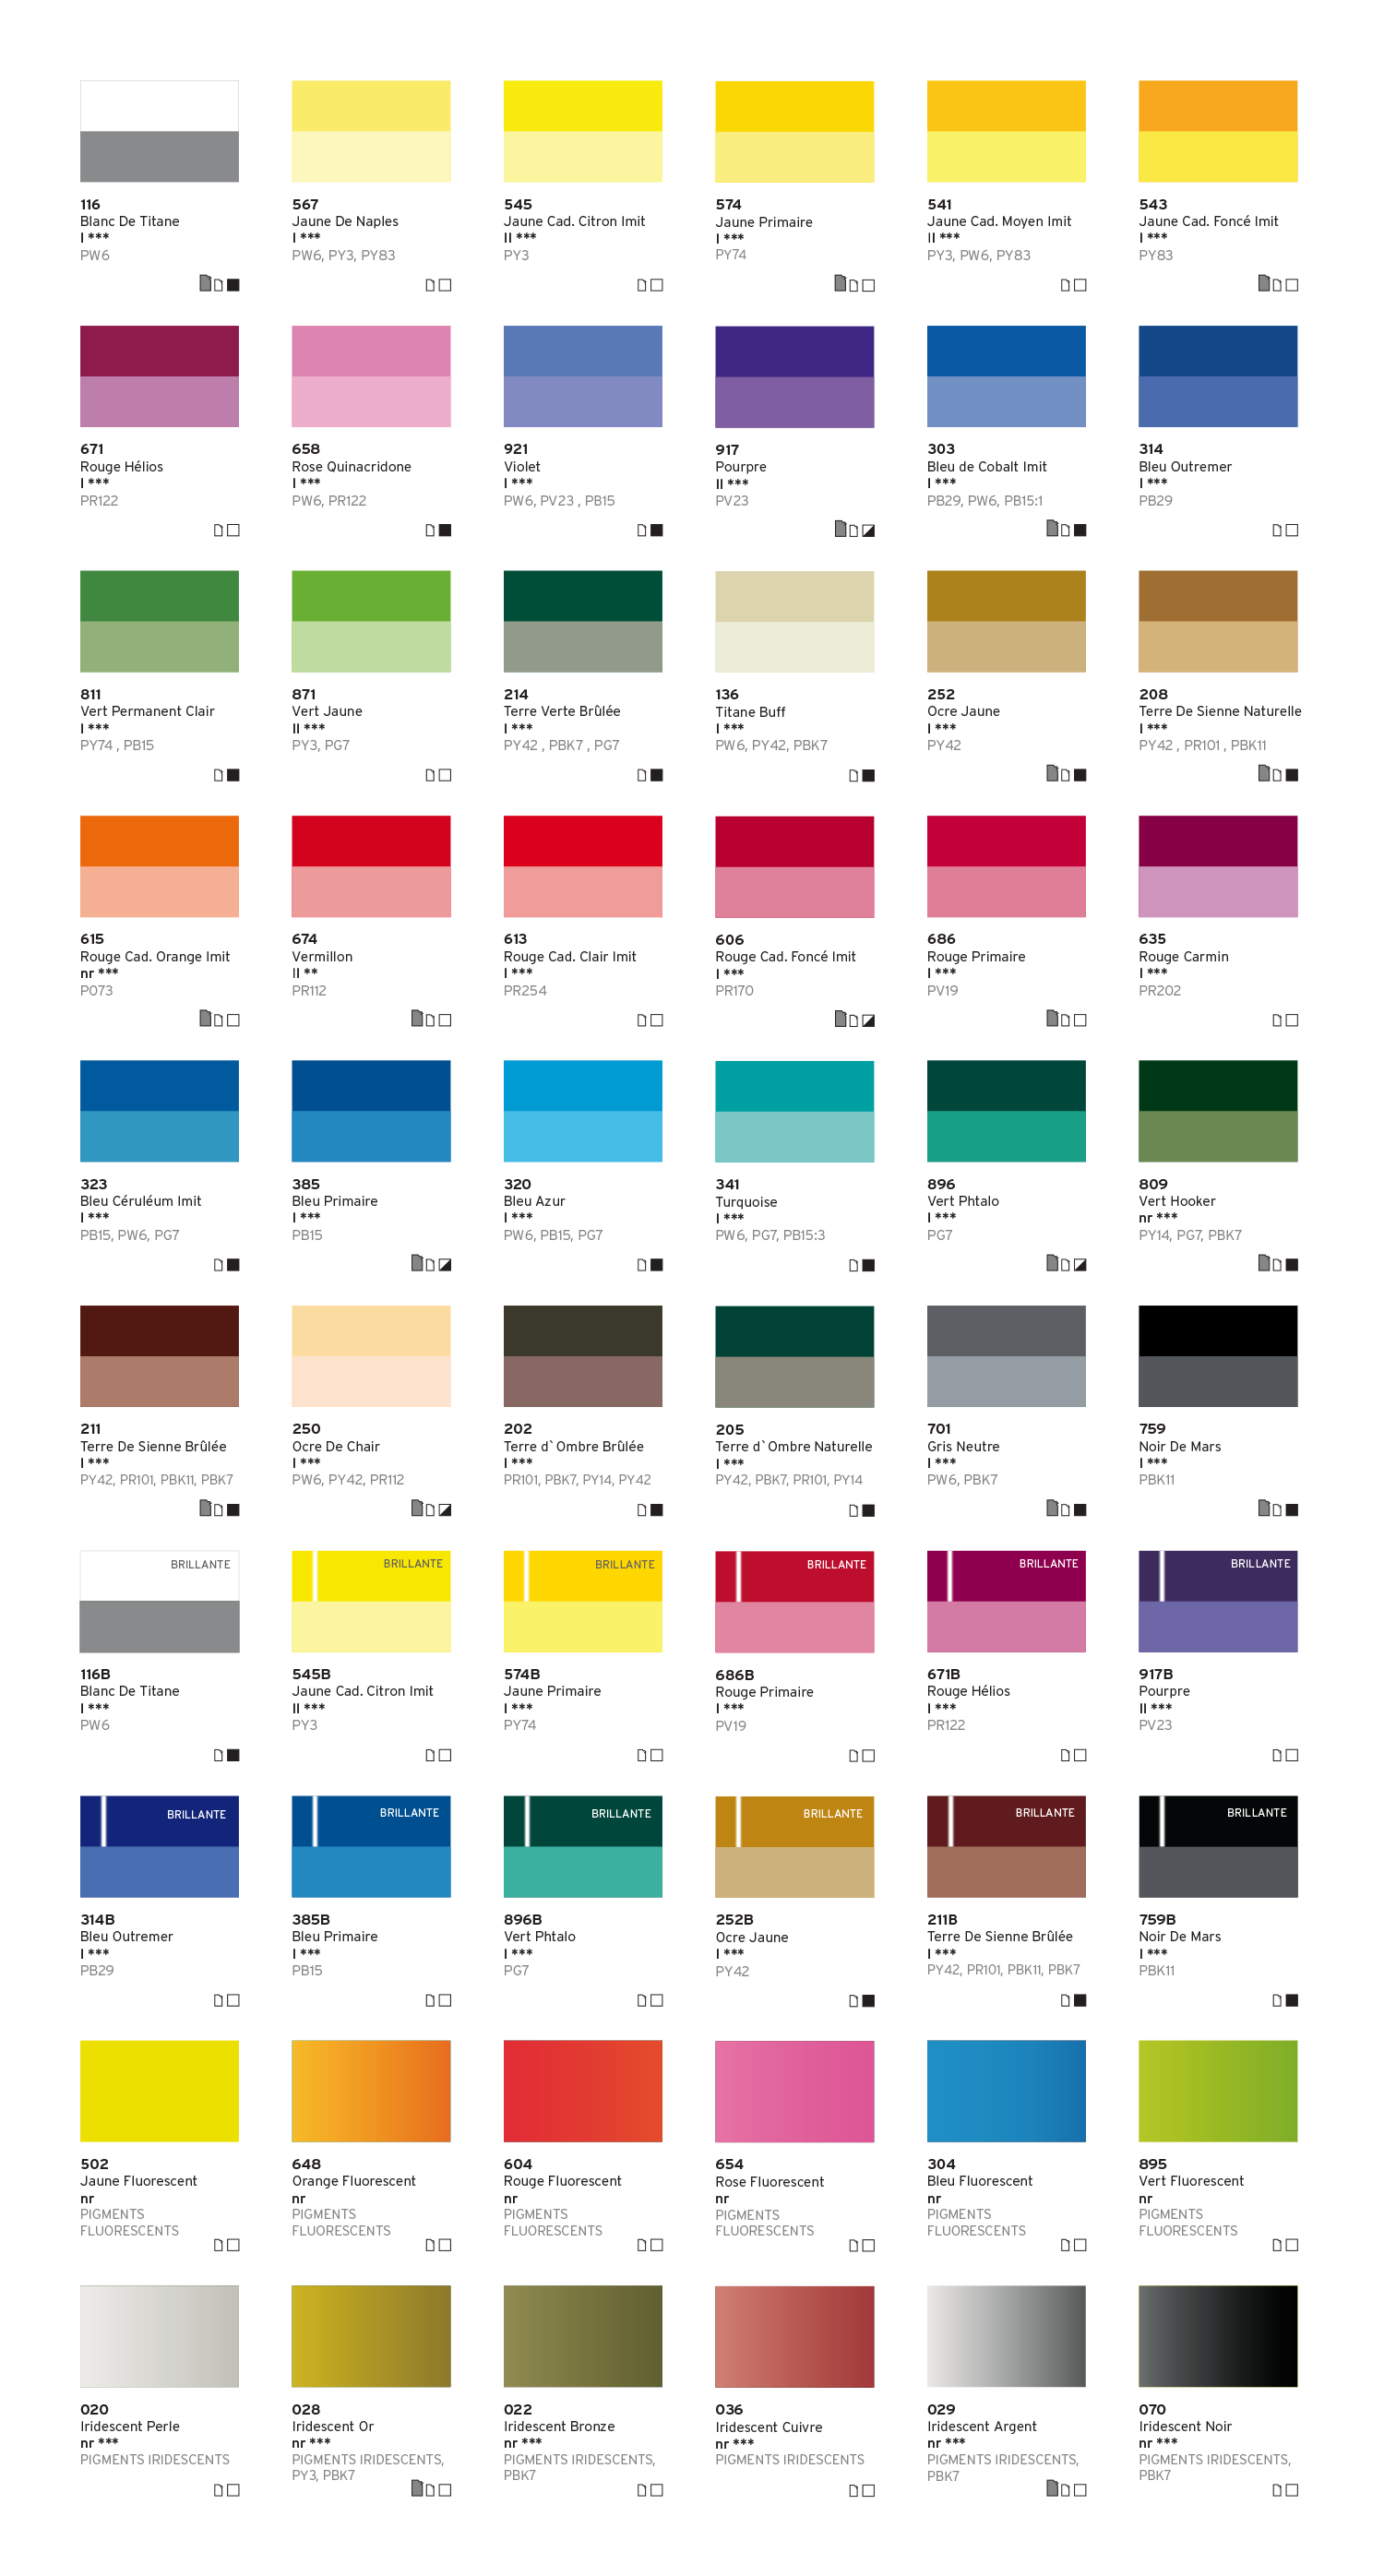 116
Blanc De Titane
I ***
PW6
567
Jaune De Naples
I ***
PW6, PY3, PY83
545
Jaune Cad. Citron Imit
II ***
PY3
574
Jaune Primaire
I ***
PY74
541
Jaune Cad. Moyen Imit
II ***
PY3, PW6, PY83
543
Jaune Cad. Foncé Imit
I ***
PY83
671
Rouge Hélios
I ***
PR122
658
Rose Quinacridone
I ***
PW6, PR122
921
Violet
I ***
PW6, PV23 , PB15
917
Pourpre
II ***
PV23
303
Bleu de Cobalt Imit
I ***
PB29, PW6, PB15:1
314
Bleu Outremer
I ***
PB29
811
Vert Permanent Clair
I ***
PY74 , PB15
871
Vert Jaune
II ***
PY3, PG7
214
Terre Verte Brûlée
I ***
PY42 , PBK7 , PG7
136
Titane Buff
I ***
PW6, PY42, PBK7
252
Ocre Jaune
I ***
PY42
208
Terre De Sienne Naturelle
I ***
PY42 , PR101 , PBK11
615
Rouge Cad. Orange Imit
nr ***
PO73
674
Vermillon
II **
PR112
613
Rouge Cad. Clair Imit
I ***
PR254
606
Rouge Cad. Foncé Imit
I ***
PR170
686
Rouge Primaire
I ***
PV19
635
Rouge Carmin
I ***
PR202
323
Bleu Céruléum Imit
I ***
PB15, PW6, PG7
385
Bleu Primaire
I ***
PB15
320
Bleu Azur
I ***
PW6, PB15, PG7
341
Turquoise
I ***
PW6, PG7, PB15:3
896
Vert Phtalo
I ***
PG7
809
Vert Hooker
nr ***
PY14, PG7, PBK7
211
Terre De Sienne Brûlée
I ***
PY42, PR101, PBK11, PBK7
250
Ocre De Chair
I ***
PW6, PY42, PR112
202
Terre d`Ombre Brûlée
I ***
PR101, PBK7, PY14, PY42
205
Terre d`Ombre Naturelle
I ***
PY42, PBK7, PR101, PY14
701
Gris Neutre
I ***
PW6, PBK7
759
Noir De Mars
I ***
PBK11
BRILLANTE
116B
Blanc De Titane
I ***
PW6
BRILLANTE
545B
Jaune Cad. Citron Imit
II ***
PY3
BRILLANTE
574B
Jaune Primaire
I ***
PY74
BRILLANTE
686B
Rouge Primaire
I ***
PV19
BRILLANTE
671B
Rouge Hélios
I ***
PR122
BRILLANTE
917B
Pourpre
II ***
PV23
BRILLANTE
314B
Bleu Outremer
I ***
PB29
BRILLANTE
385B
Bleu Primaire
I ***
PB15
BRILLANTE
896B
Vert Phtalo
I ***
PG7
BRILLANTE
252B
Ocre Jaune
I ***
PY42
BRILLANTE
211B
Terre De Sienne Brûlée
I ***
PY42, PR101, PBK11, PBK7
BRILLANTE
759B
Noir De Mars
I ***
PBK11
502
Jaune Fluorescent
nr
PIGMENTS
FLUORESCENTS
648
Orange Fluorescent
nr
PIGMENTS
FLUORESCENTS
604
Rouge Fluorescent
nr
PIGMENTS
FLUORESCENTS
654
Rose Fluorescent
nr
PIGMENTS
FLUORESCENTS
304
Bleu Fluorescent
nr
PIGMENTS
FLUORESCENTS
895
Vert Fluorescent
nr
PIGMENTS
FLUORESCENTS
020
Iridescent Perle
nr ***
PIGMENTS IRIDESCENTS
028
Iridescent Or
nr ***
PIGMENTS IRIDESCENTS,
PY3, PBK7
022
Iridescent Bronze
nr ***
PIGMENTS IRIDESCENTS,
PBK7
036
Iridescent Cuivre
nr ***
PIGMENTS IRIDESCENTS
029
Iridescent Argent
nr ***
PIGMENTS IRIDESCENTS,
PBK7
070
Iridescent Noir
nr ***
PIGMENTS IRIDESCENTS,
PBK7